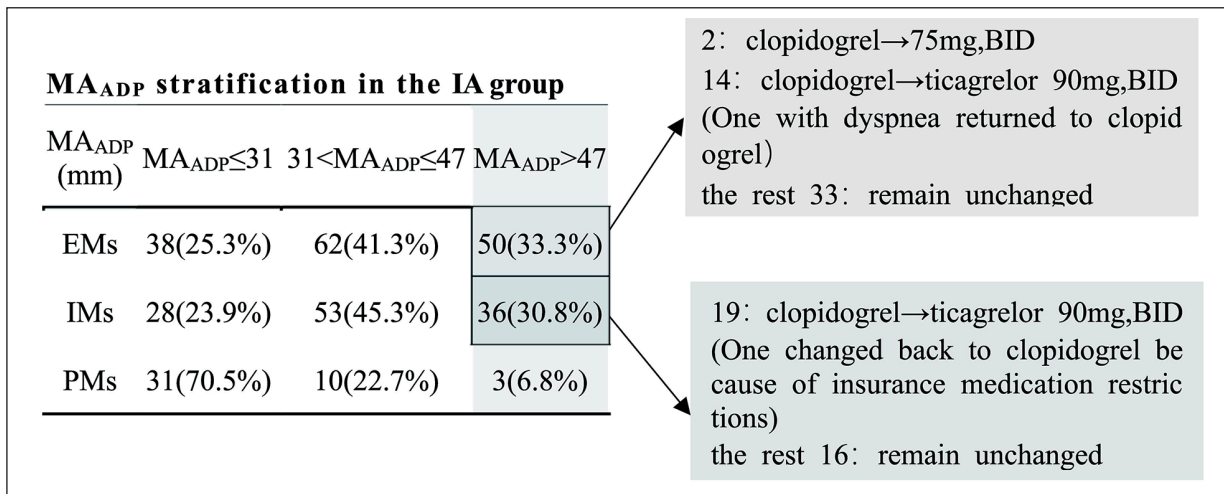 MAADP stratification in the IA group
MAADP (mm) MAADP≤31 31<MAADP≤47 MAADP>47
EMs 38(25.3%) 62(41.3%) 50(33.3%)
IMs 28(23.9%) 53(45.3%) 36(30.8%)
PMs 31(70.5%) 10(22.7%) 3(6.8%)
2: clopidogrel→75mg,BID
14: clopidogrel→ticagrelor 90mg,BID
(One with dyspnea returned to clopid
ogrel)
the rest 33: remain unchanged
19: clopidogrel→ticagrelor 90mg,BID
(One changed back to clopidogrel be
cause of insurance medication restric
tions)
the rest 16: remain unchanged